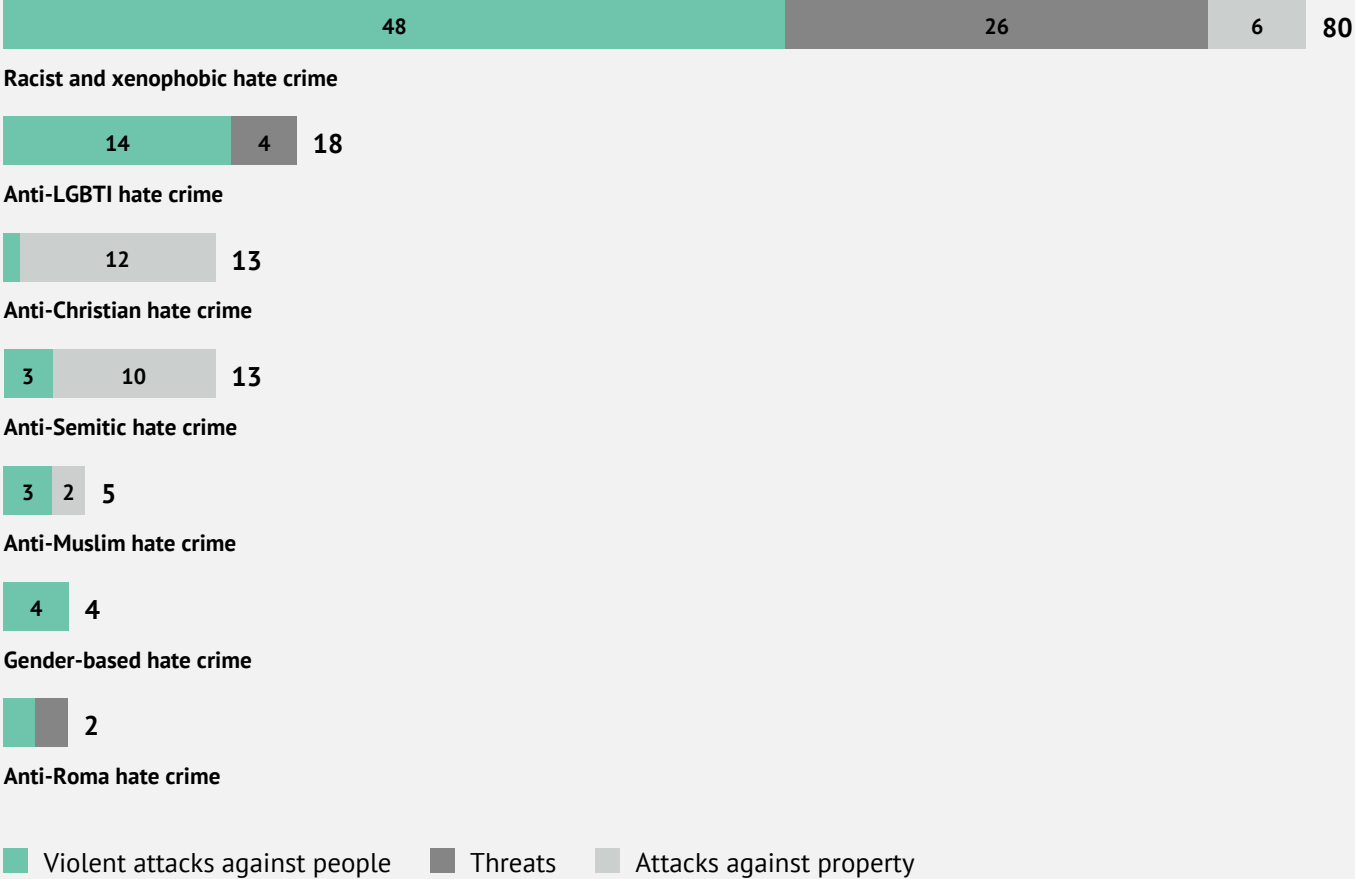 48 26 6 80
Racist and xenophobic hate crime
14 4 18
Anti-LGBTI hate crime
12 13
Anti-Christian hate crime
3 10 13
Anti-Semitic hate crime
3 2 5
Anti-Muslim hate crime
4 4
Gender-based hate crime
2
Anti-Roma hate crime
Violent attacks against people Threats Attacks against property